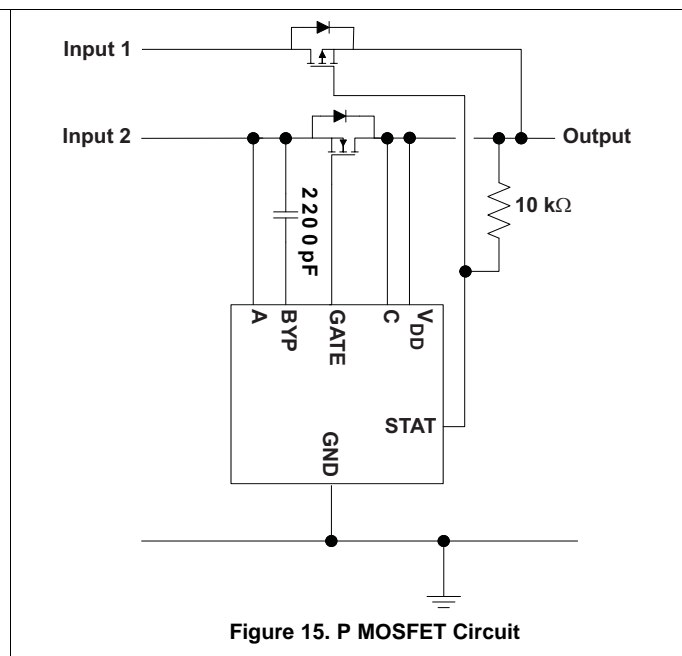 Input 1
Input 2
Output
10 kΩ
2200 pF
A
BYP
GATE
C
VDD
STAT
GND
Figure 15. P MOSFET Circuit